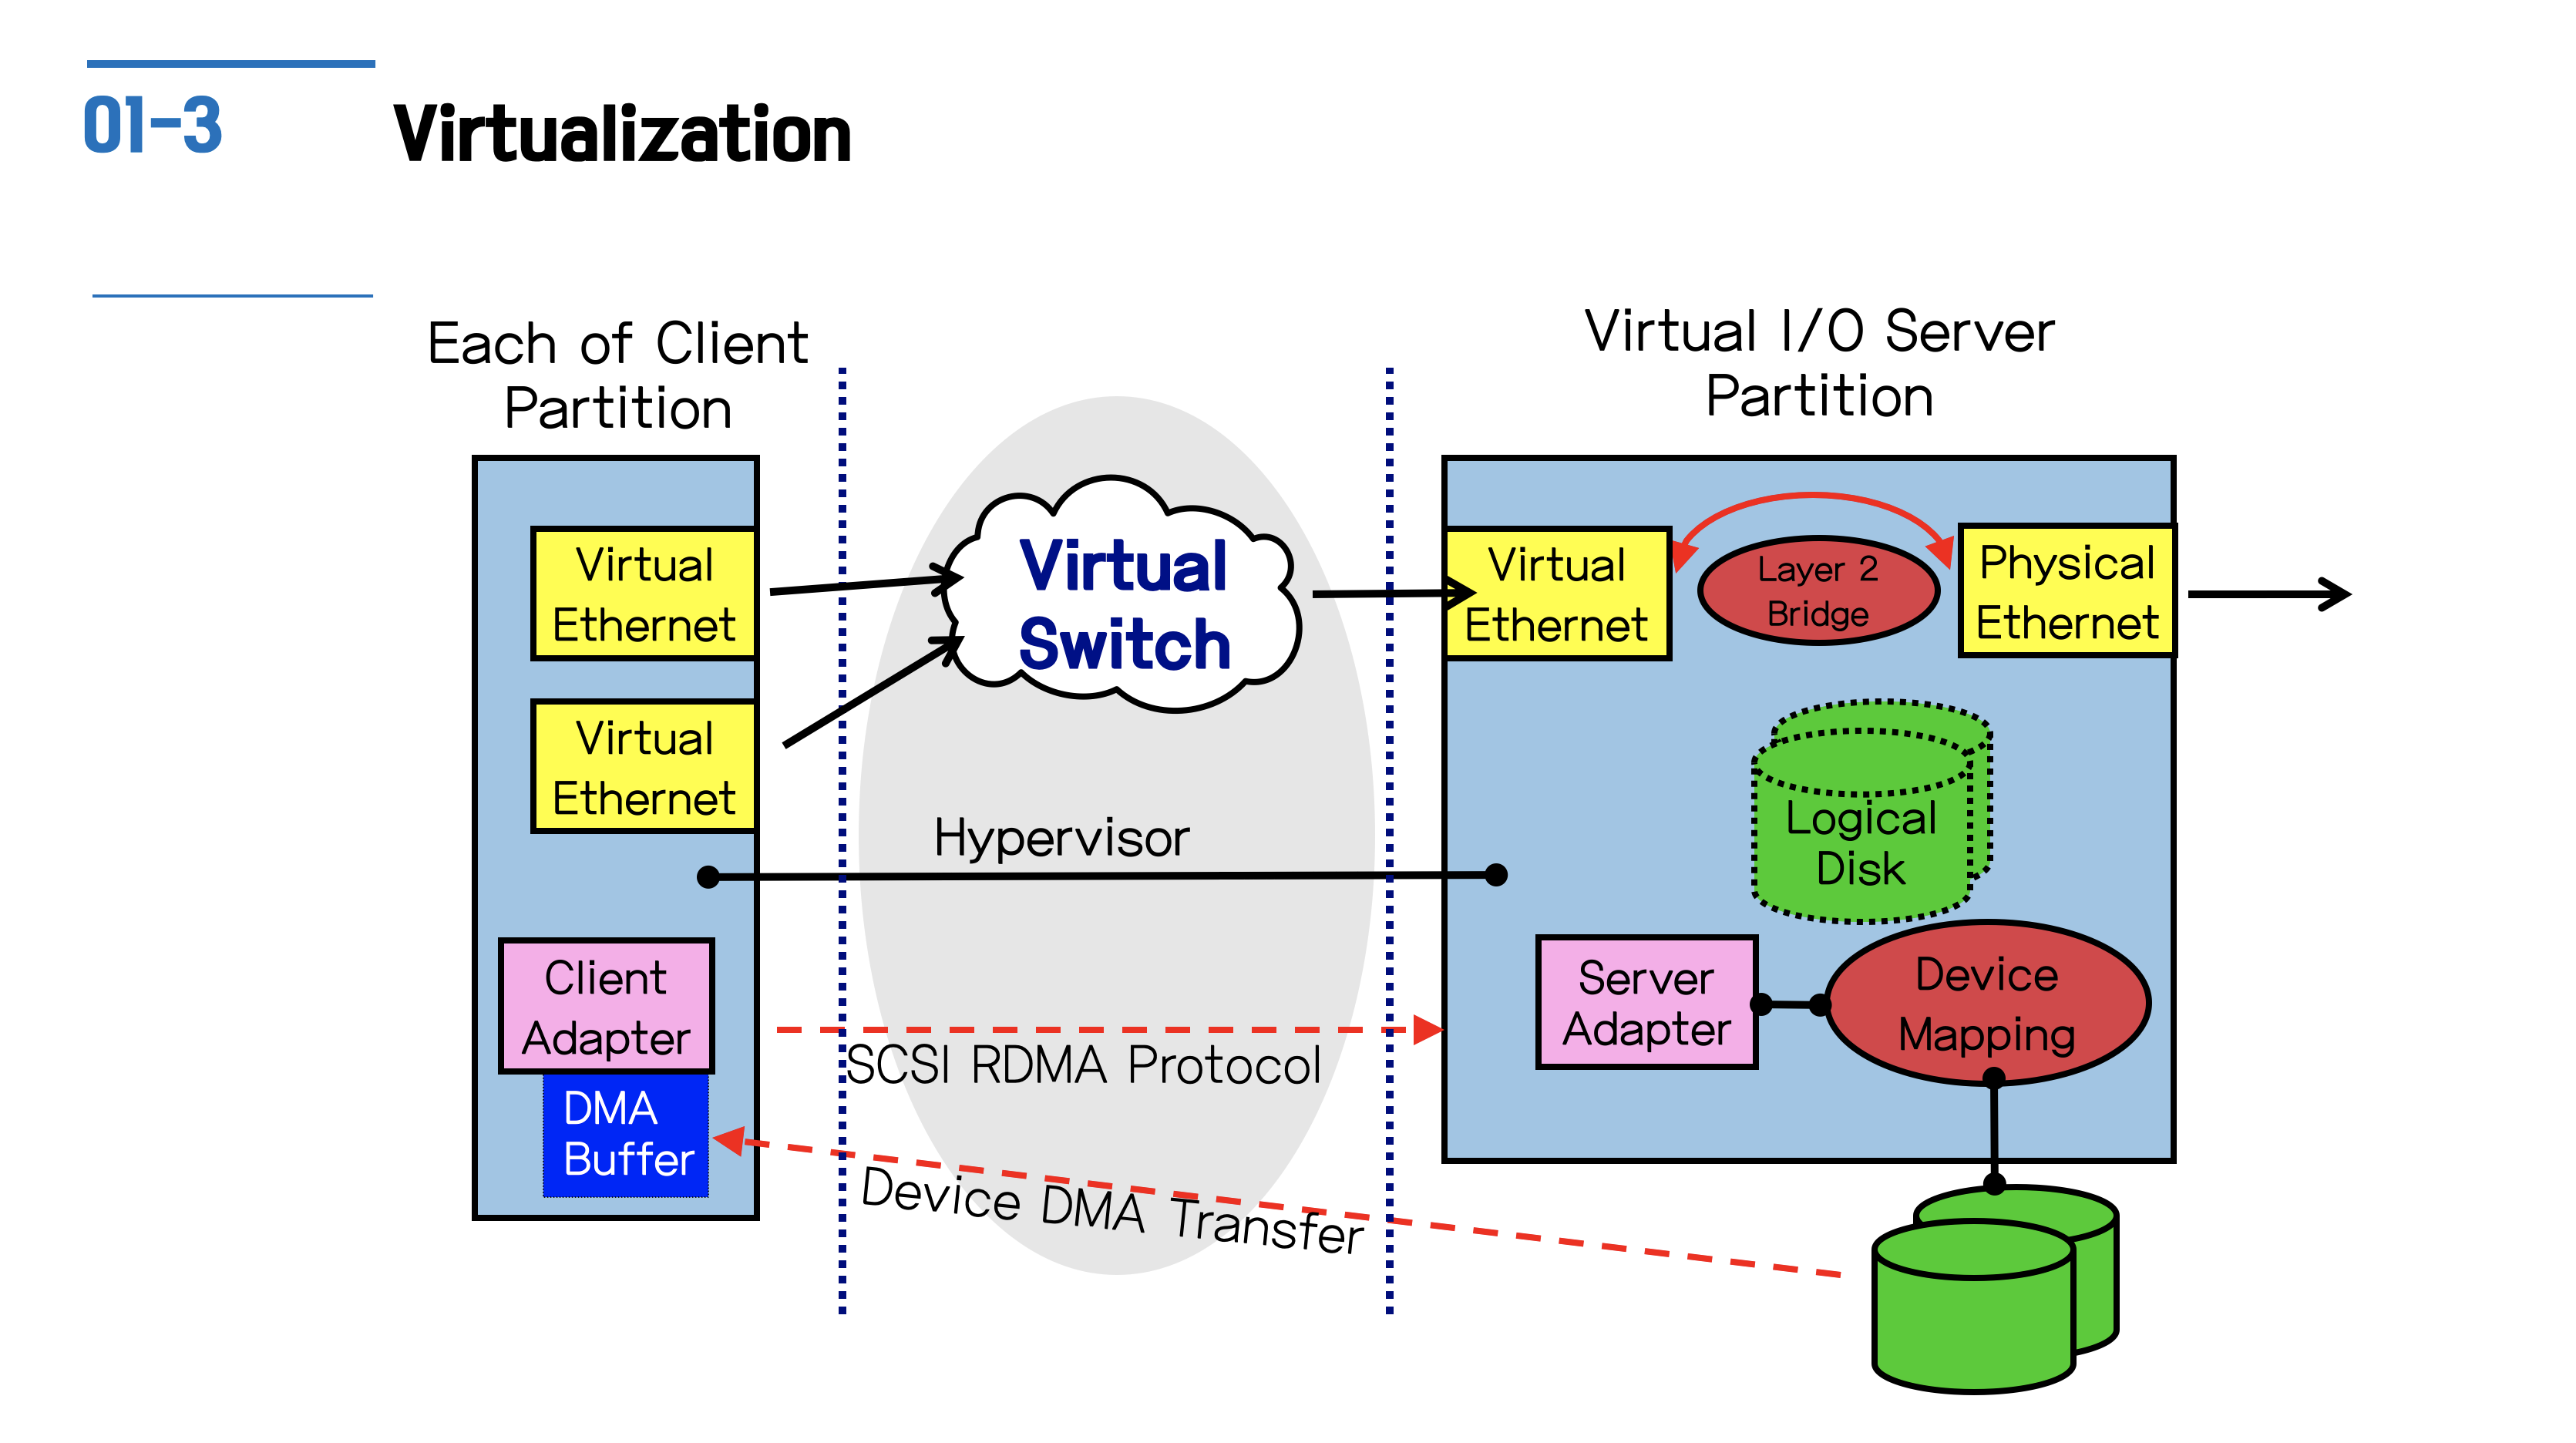 01-3
Virtualization
Each of Client
Partition
Virtual I/O Server
Partition
Virtual
Ethernet
Virtual
Ethernet
Virtual
Switch
Virtual
Ethernet
Layer 2
Bridge
Physical
Ethernet
Hypervisor
Logical
Disk
Client
Adapter
DMA
Buffer
SCSI RDMA Protocol
Device DMA Transfer
Server
Adapter
Device
Mapping